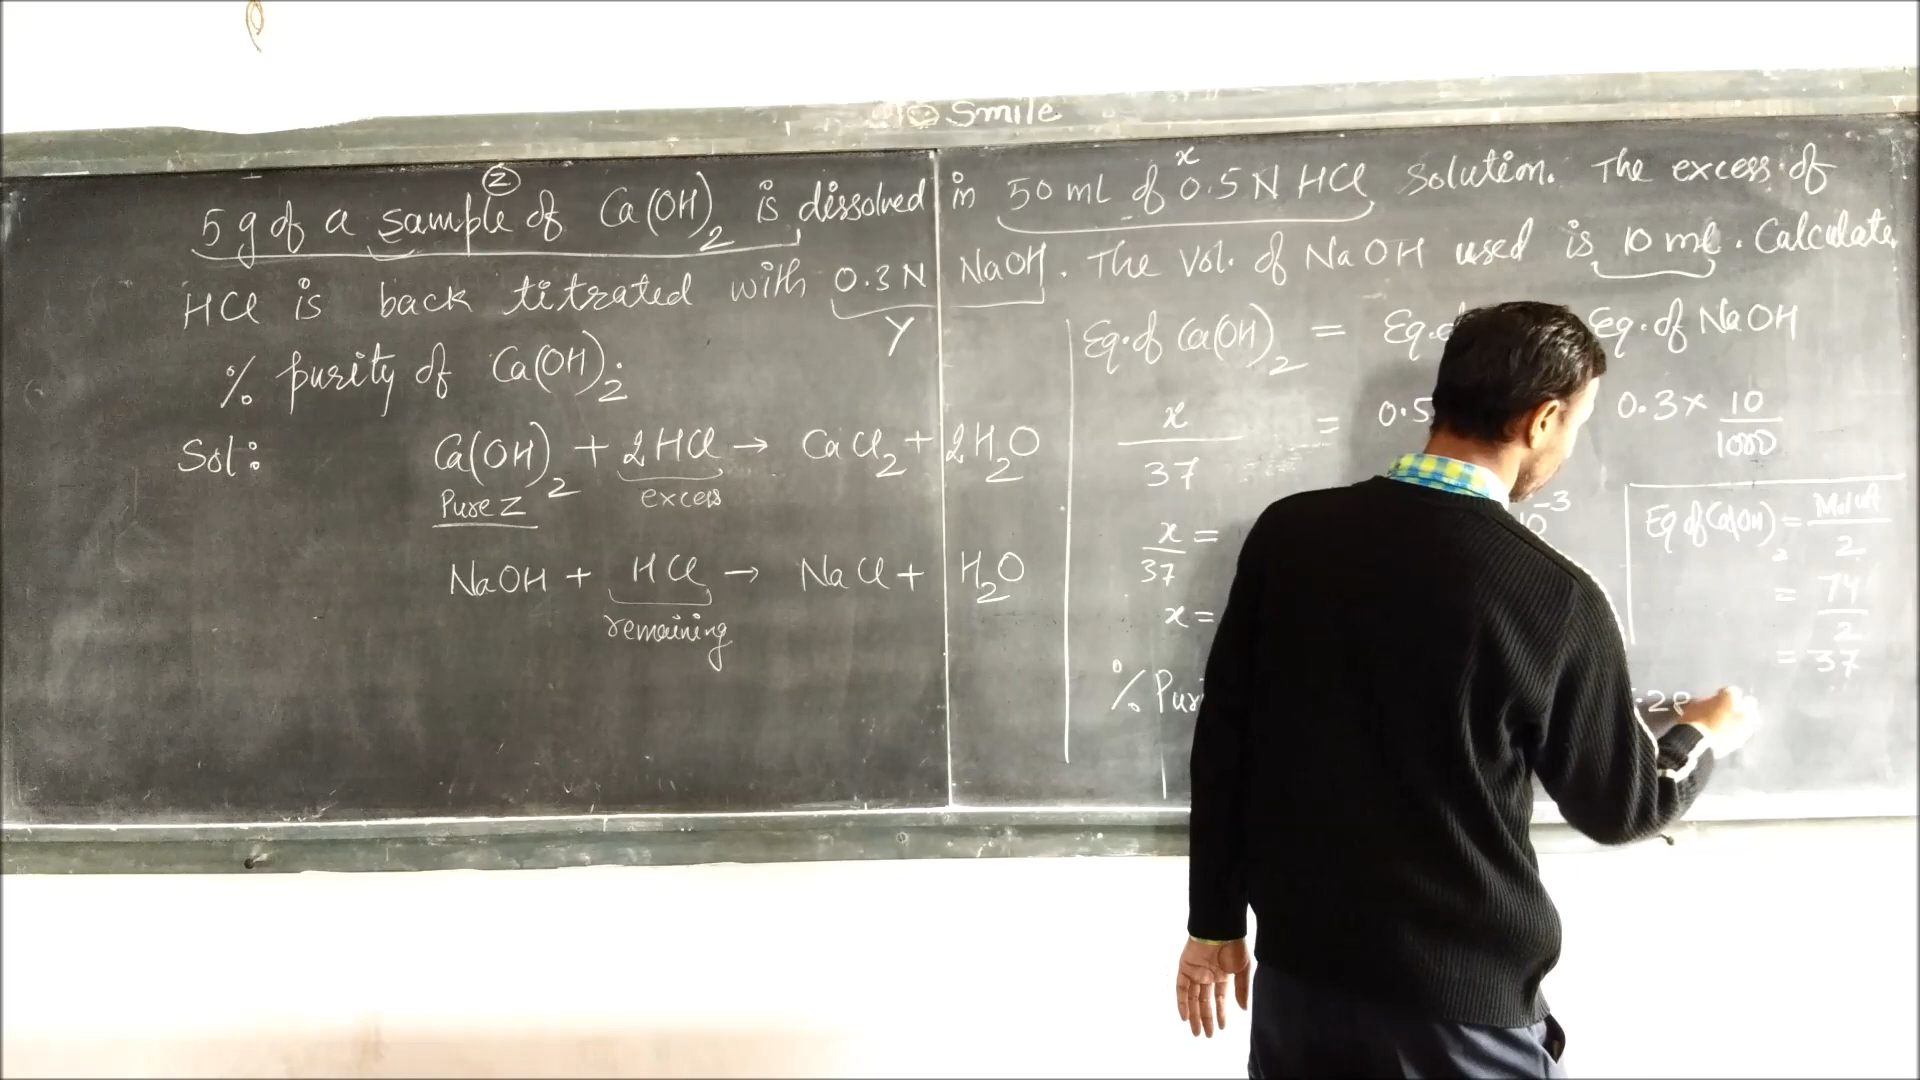 Smile
5 g of a sample of Ca(OH)₂ is dissolved in 50 ml of 0.5 N HCl solution. The excess of
HCl is back titrated with 0.3 N NaOH. The Vol. of NaOH used is 10 ml. Calculate
% purity of Ca(OH)₂.
z
x
Y
Sol:
Ca(OH)₂ + 2HCl → CaCl₂ + 2H₂O
Pure z
excess
NaOH + HCl → NaCl + H₂O
remaining
Eq. of Ca(OH)₂ = Eq. Eq. of NaOH
x/37 = 0.5 0.3 × 10/1000
x/37 = 10⁻³
x =
% Pur
.28
Eq of Ca(OH)₂ = Mol wt/2
= 74/2
= 37